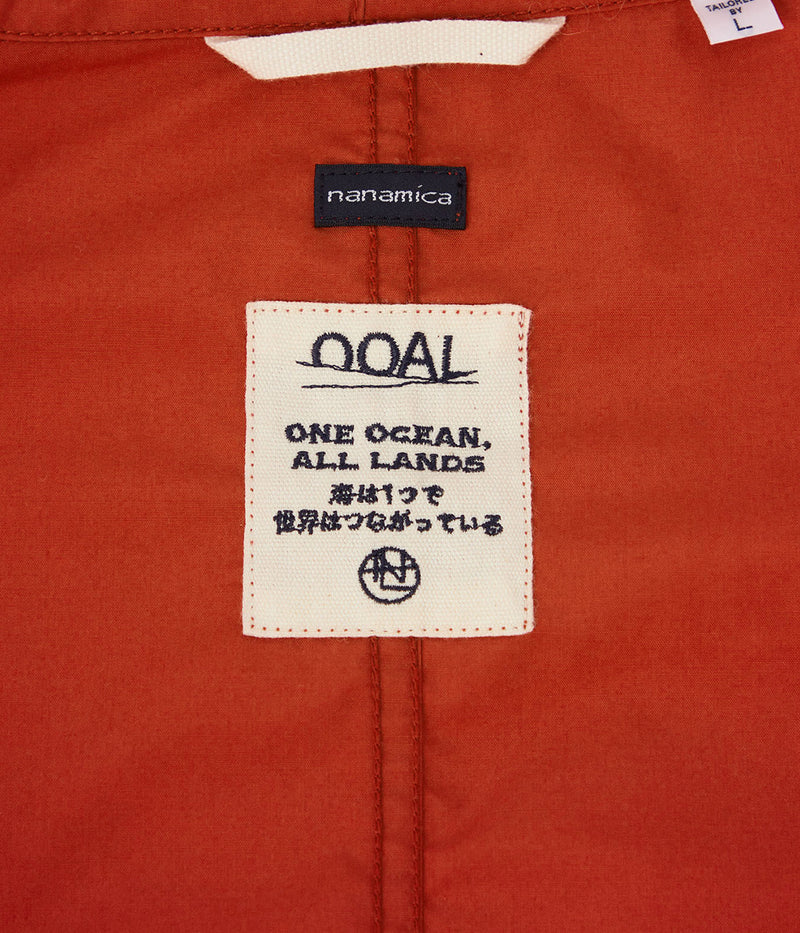 TAILORED
BY
L
nanamica
OOAL
ONE OCEAN,
ALL LANDS
海は1つで
世界はつながっている